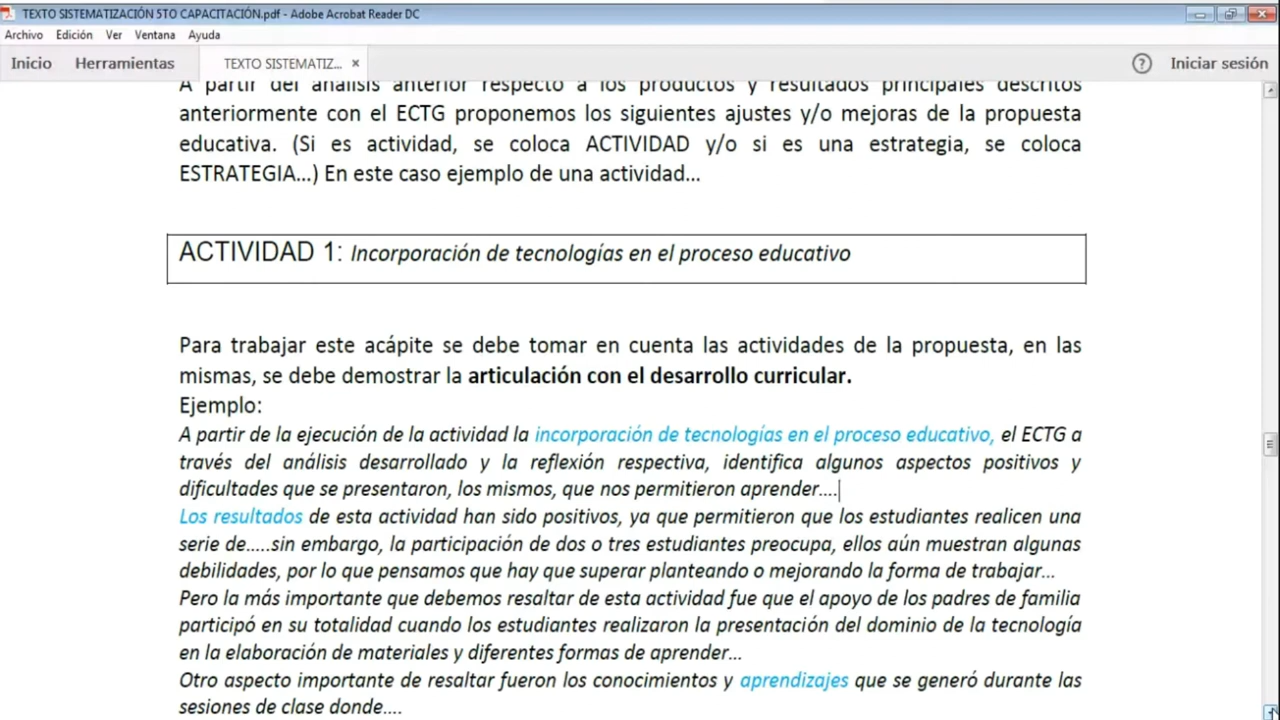 TEXTO SISTEMATIZACIÓN 5TO CAPACITACIÓN.pdf - Adobe Acrobat Reader DC
Archivo Edición Ver Ventana Ayuda
Inicio Herramientas TEXTO SISTEMATIZ... × ? Iniciar sesión
A partir del análisis anterior respecto a los productos y resultados principales descritos
anteriormente con el ECTG proponemos los siguientes ajustes y/o mejoras de la propuesta
educativa. (Si es actividad, se coloca ACTIVIDAD y/o si es una estrategia, se coloca
ESTRATEGIA...) En este caso ejemplo de una actividad...
ACTIVIDAD 1: Incorporación de tecnologías en el proceso educativo
Para trabajar este acápite se debe tomar en cuenta las actividades de la propuesta, en las
mismas, se debe demostrar la articulación con el desarrollo curricular.
Ejemplo:
A partir de la ejecución de la actividad la incorporación de tecnologías en el proceso educativo, el ECTG a
través del análisis desarrollado y la reflexión respectiva, identifica algunos aspectos positivos y
dificultades que se presentaron, los mismos, que nos permitieron aprender....
Los resultados de esta actividad han sido positivos, ya que permitieron que los estudiantes realicen una
serie de.....sin embargo, la participación de dos o tres estudiantes preocupa, ellos aún muestran algunas
debilidades, por lo que pensamos que hay que superar planteando o mejorando la forma de trabajar...
Pero la más importante que debemos resaltar de esta actividad fue que el apoyo de los padres de familia
participó en su totalidad cuando los estudiantes realizaron la presentación del dominio de la tecnología
en la elaboración de materiales y diferentes formas de aprender...
Otro aspecto importante de resaltar fueron los conocimientos y aprendizajes que se generó durante las
sesiones de clase donde....